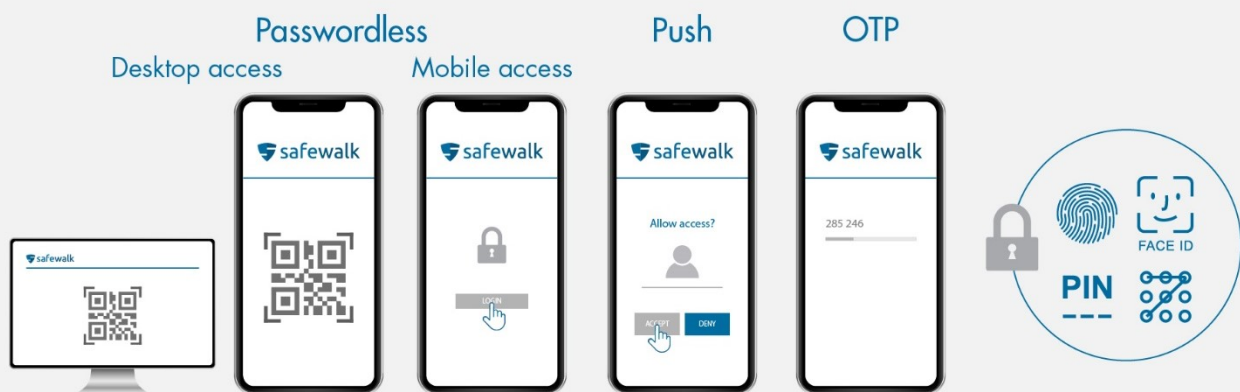 Passwordless
Push
OTP
Desktop access
Mobile access
safewalk
safewalk
safewalk
safewalk
safewalk
Allow access?
285 246
LOGIN
ACCEPT
DENY
FACE ID
PIN